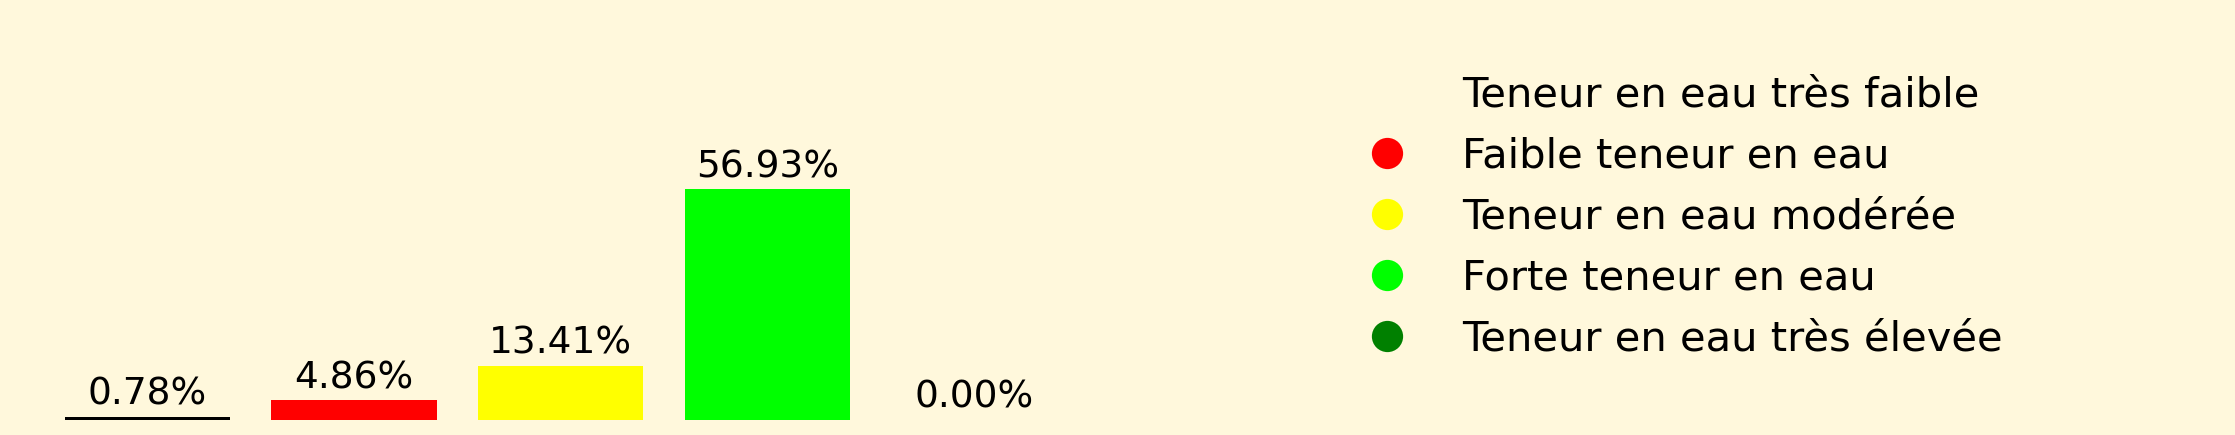 0.78%
4.86%
13.41%
56.93%
0.00%
Teneur en eau très faible
Faible teneur en eau
Teneur en eau modérée
Forte teneur en eau
Teneur en eau très élevée